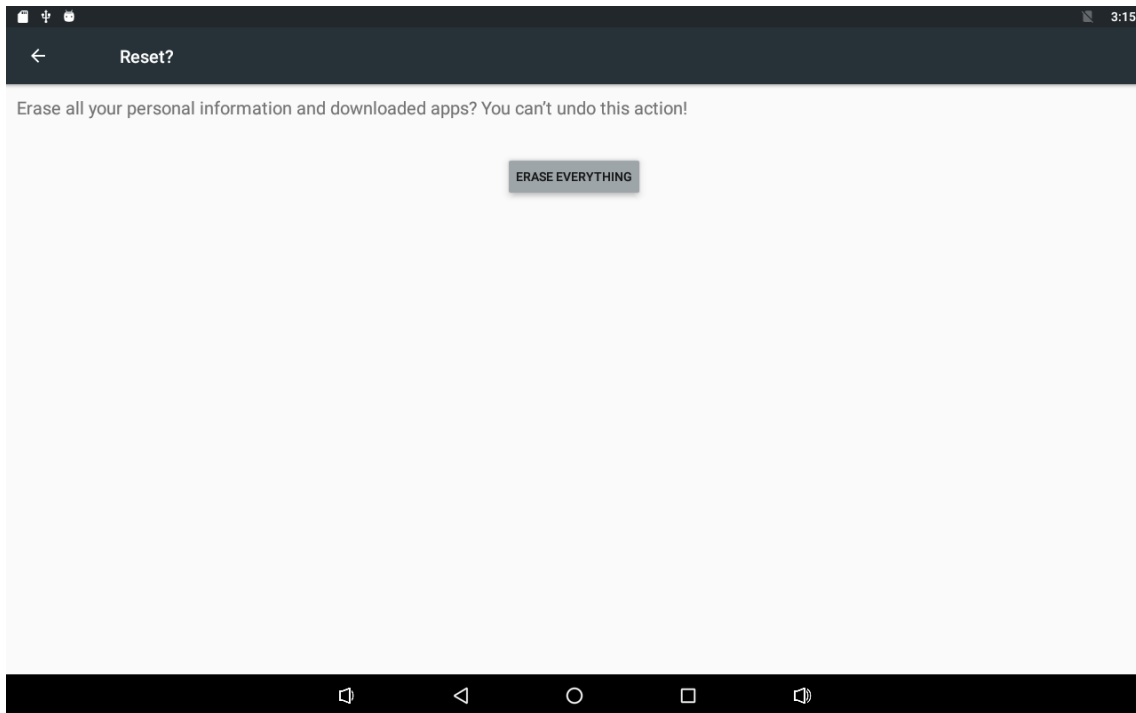 3:15
Reset?
Erase all your personal information and downloaded apps? You can’t undo this action!
ERASE EVERYTHING